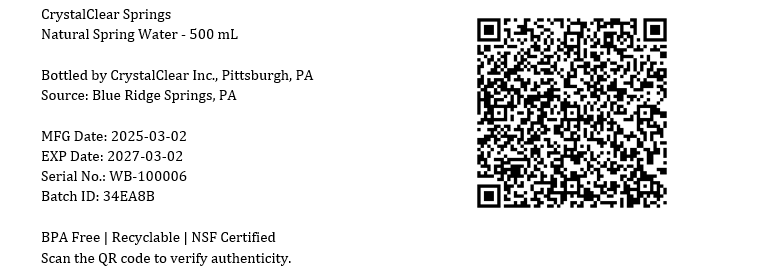 CrystalClear Springs
Natural Spring Water - 500 mL
Bottled by CrystalClear Inc., Pittsburgh, PA
Source: Blue Ridge Springs, PA
MFG Date: 2025-03-02
EXP Date: 2027-03-02
Serial No.: WB-100006
Batch ID: 34EA8B
BPA Free | Recyclable | NSF Certified
Scan the QR code to verify authenticity.